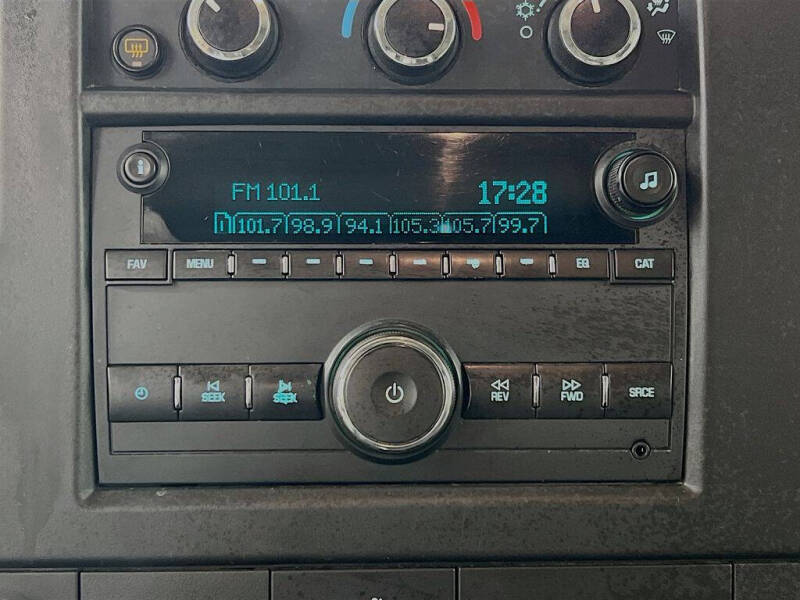 i
FM 101.1 17:28
101.7 98.9 94.1 105.3 105.7 99.7
FAV MENU EQ CAT
SEEK SEEK REV FWD SRCE